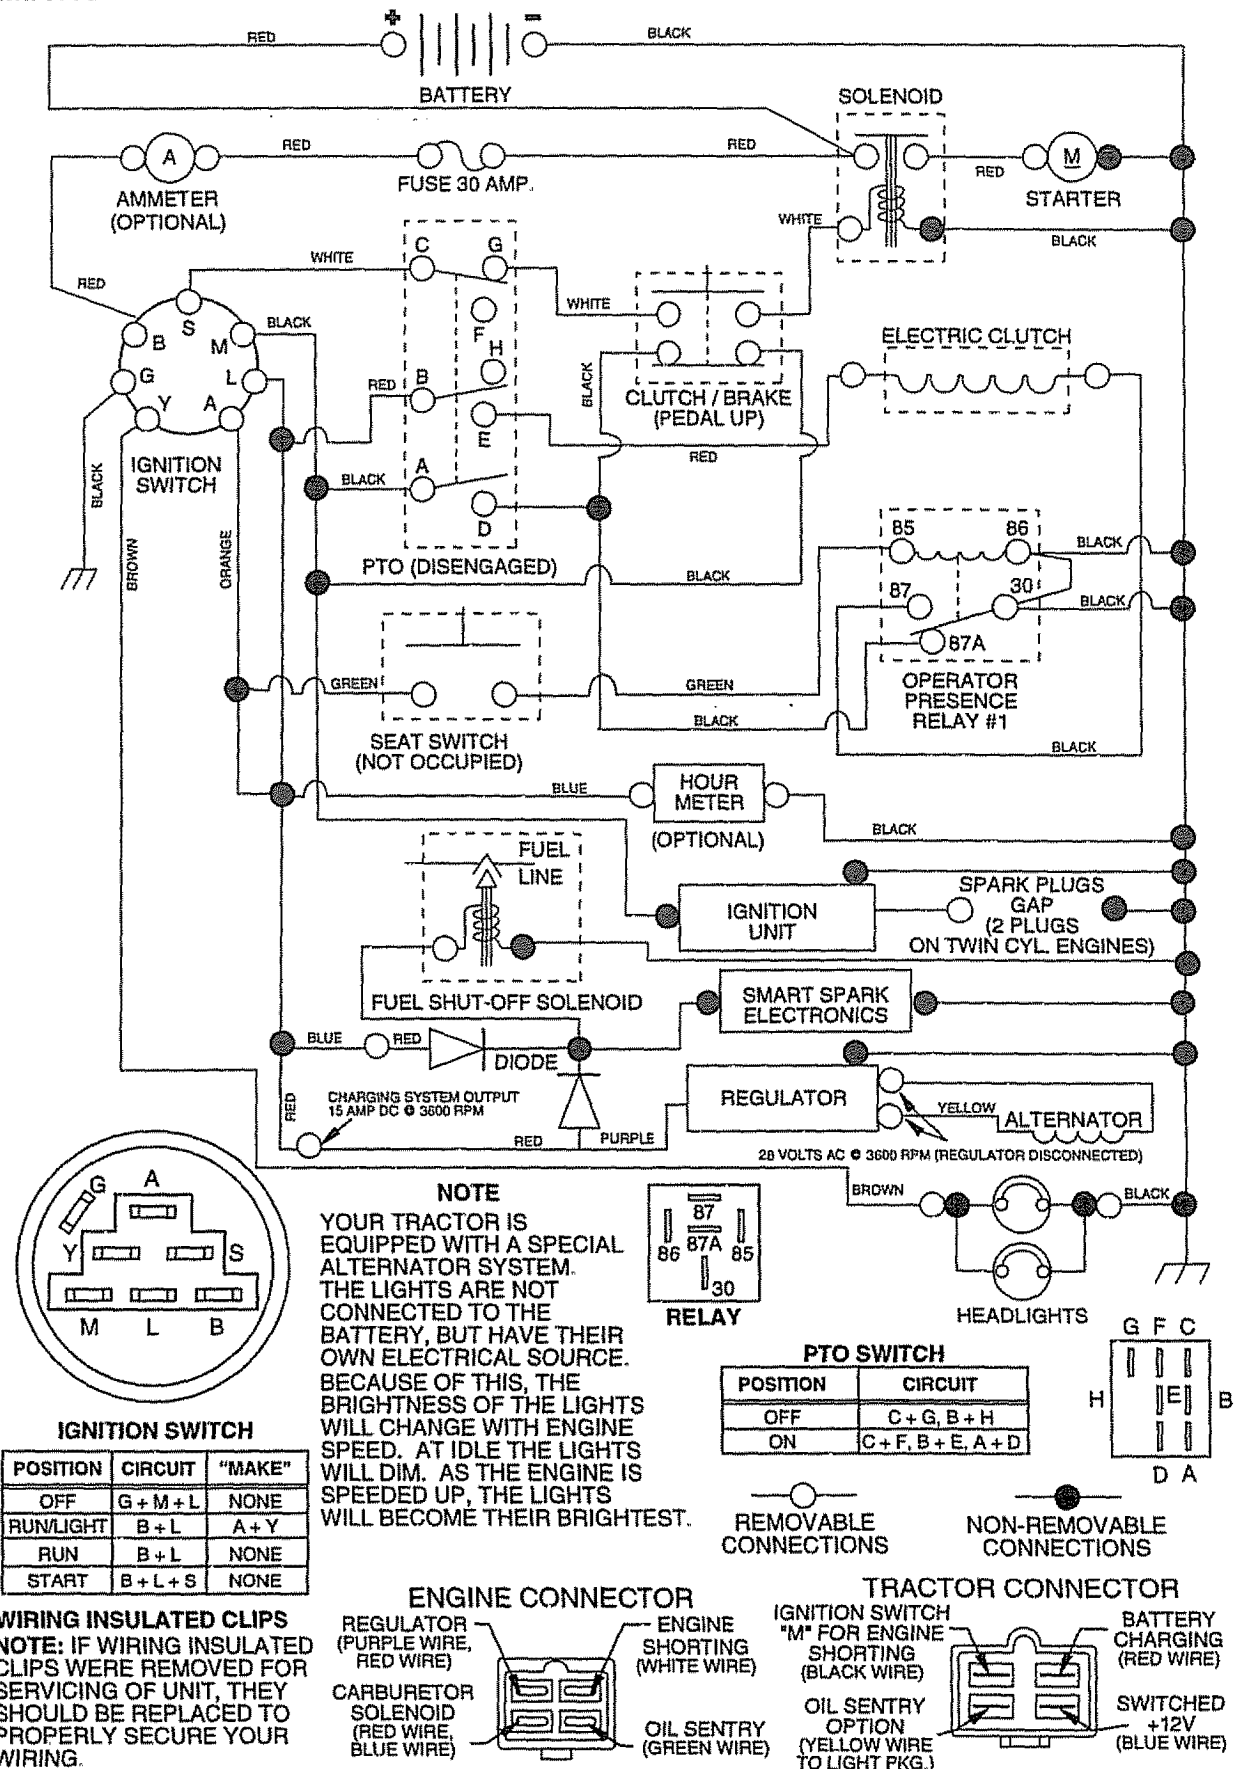 + -
RED
BLACK
BATTERY
SOLENOID
A
RED
RED
M
RED
AMMETER
(OPTIONAL)
FUSE 30 AMP.
STARTER
WHITE
BLACK
RED
WHITE
C G
S
B
M
BLACK
F
WHITE
G
L
H
RED
B
BLACK
ELECTRIC CLUTCH
Y A
E
CLUTCH / BRAKE
(PEDAL UP)
RED
IGNITION
SWITCH
BLACK
A
BLACK
D
85 86
BLACK
BROWN
ORANGE
PTO (DISENGAGED)
BLACK
87 30
BLACK
87A
GREEN
GREEN
OPERATOR
PRESENCE
RELAY #1
BLACK
BLACK
SEAT SWITCH
(NOT OCCUPIED)
BLUE
HOUR
METER
(OPTIONAL)
BLACK
FUEL
LINE
IGNITION
UNIT
SPARK PLUGS
GAP
(2 PLUGS
ON TWIN CYL. ENGINES)
FUEL SHUT-OFF SOLENOID
SMART SPARK
ELECTRONICS
BLUE
RED
DIODE
RED
CHARGING SYSTEM OUTPUT
15 AMP DC @ 3600 RPM
RED
PURPLE
REGULATOR
YELLOW
ALTERNATOR
28 VOLTS AC @ 3600 RPM (REGULATOR DISCONNECTED)
BROWN
BLACK
HEADLIGHTS
G A
Y S
M L B
NOTE
YOUR TRACTOR IS
EQUIPPED WITH A SPECIAL
ALTERNATOR SYSTEM.
THE LIGHTS ARE NOT
CONNECTED TO THE
BATTERY, BUT HAVE THEIR
OWN ELECTRICAL SOURCE.
BECAUSE OF THIS, THE
BRIGHTNESS OF THE LIGHTS
WILL CHANGE WITH ENGINE
SPEED. AT IDLE THE LIGHTS
WILL DIM. AS THE ENGINE IS
SPEEDED UP, THE LIGHTS
WILL BECOME THEIR BRIGHTEST.
87
86 87A 85
30
RELAY
PTO SWITCH
POSITION CIRCUIT
OFF C + G, B + H
ON C + F, B + E, A + D
G F C
H E B
D A
IGNITION SWITCH
POSITION CIRCUIT "MAKE"
OFF G + M + L NONE
RUN/LIGHT B + L A + Y
RUN B + L NONE
START B + L + S NONE
REMOVABLE
CONNECTIONS
NON-REMOVABLE
CONNECTIONS
WIRING INSULATED CLIPS
NOTE: IF WIRING INSULATED
CLIPS WERE REMOVED FOR
SERVICING OF UNIT, THEY
SHOULD BE REPLACED TO
PROPERLY SECURE YOUR
WIRING.
ENGINE CONNECTOR
REGULATOR
(PURPLE WIRE,
RED WIRE)
ENGINE
SHORTING
(WHITE WIRE)
CARBURETOR
SOLENOID
(RED WIRE,
BLUE WIRE)
OIL SENTRY
(GREEN WIRE)
TRACTOR CONNECTOR
IGNITION SWITCH
"M" FOR ENGINE
SHORTING
(BLACK WIRE)
BATTERY
CHARGING
(RED WIRE)
OIL SENTRY
OPTION
(YELLOW WIRE
TO LIGHT PKG.)
SWITCHED
+12V
(BLUE WIRE)